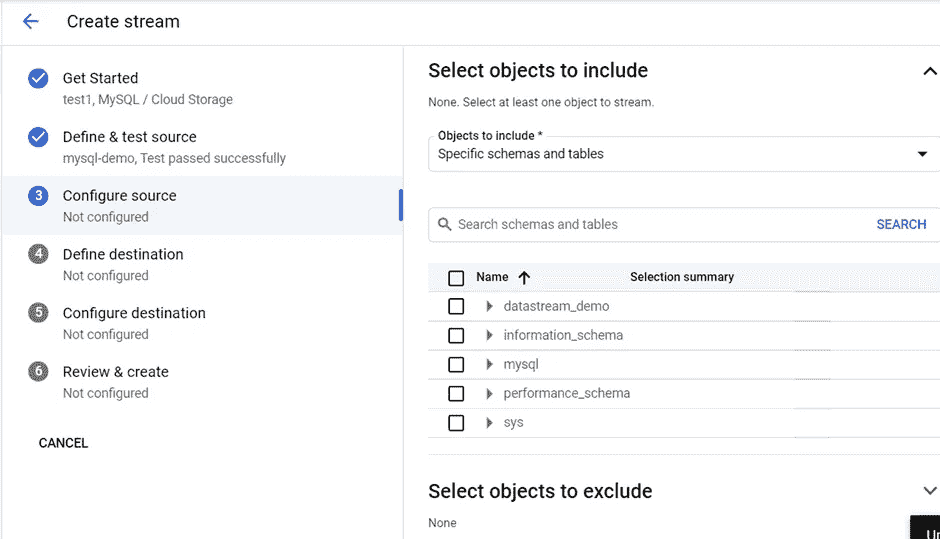 Create stream
Get Started
test1, MySQL / Cloud Storage
Define & test source
mysql-demo, Test passed successfully
3 Configure source
Not configured
4 Define destination
Not configured
5 Configure destination
Not configured
6 Review & create
Not configured
CANCEL
Select objects to include
None. Select at least one object to stream.
Objects to include *
Specific schemas and tables
Search schemas and tables SEARCH
Name Selection summary
datastream_demo
information_schema
mysql
performance_schema
sys
Select objects to exclude
None